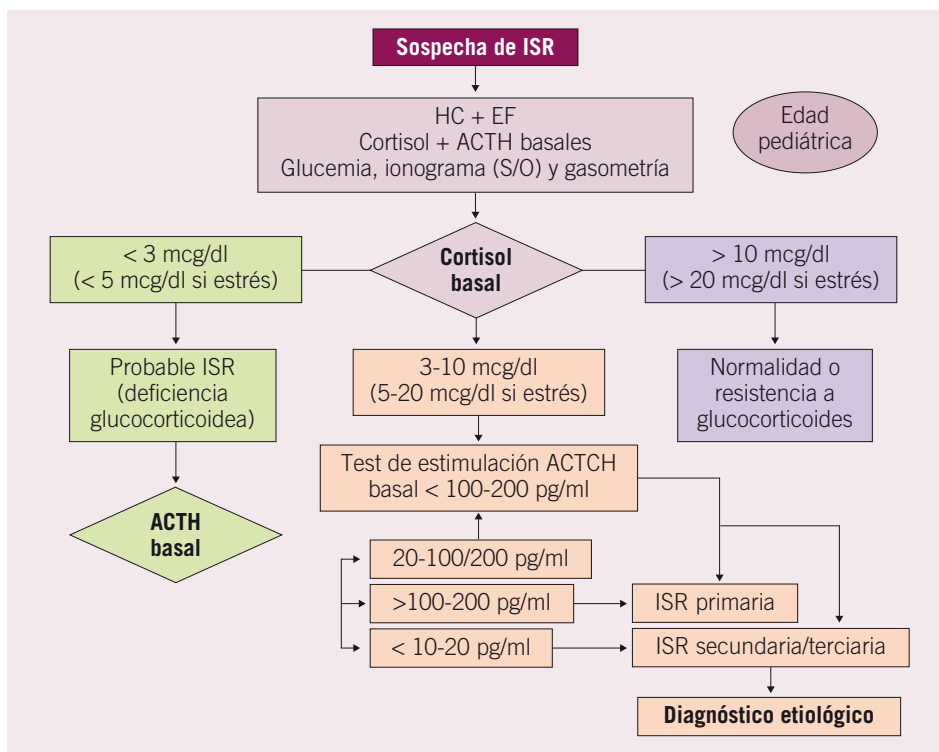 Sospecha de ISR
HC + EF
Cortisol + ACTH basales
Glucemia, ionograma (S/O) y gasometría
Edad
pediátrica
< 3 mcg/dl
(< 5 mcg/dl si estrés)
Cortisol
basal
> 10 mcg/dl
(> 20 mcg/dl si estrés)
Probable ISR
(deficiencia
glucocorticoidea)
3-10 mcg/dl
(5-20 mcg/dl si estrés)
Normalidad o
resistencia a
glucocorticoides
Test de estimulación ACTCH
basal < 100-200 pg/ml
ACTH
basal
20-100/200 pg/ml
>100-200 pg/ml
ISR primaria
< 10-20 pg/ml
ISR secundaria/terciaria
Diagnóstico etiológico